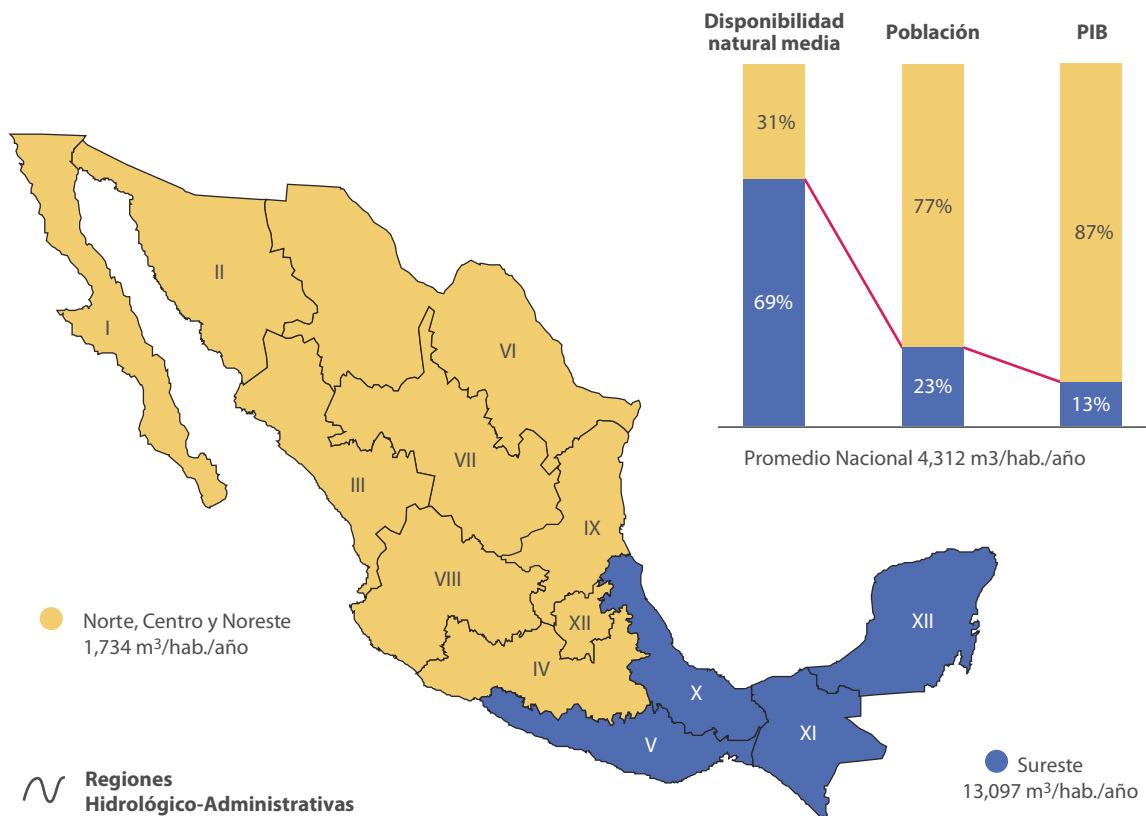 Disponibilidad
natural media
Población
PIB
31%
77%
87%
69%
23%
13%
Promedio Nacional 4,312 m3/hab./año
I
II
VI
VII
III
IX
VIII
XII
IV
X
V
XI
XII
Norte, Centro y Noreste
1,734 m³/hab./año
Sureste
13,097 m³/hab./año
Regiones
Hidrológico-Administrativas